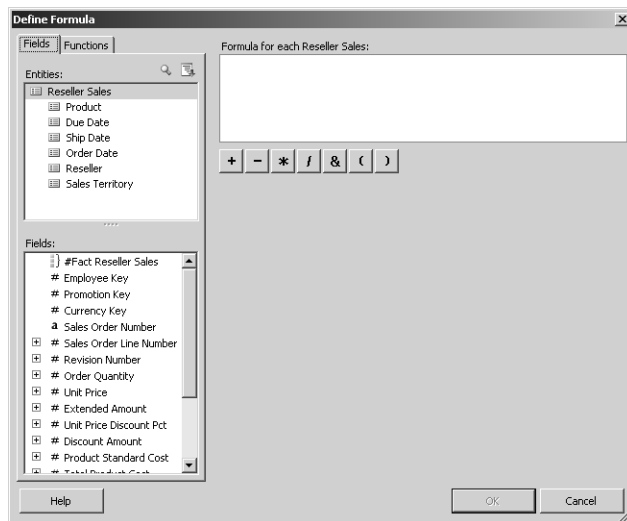 Define Formula
Fields Functions
Formula for each Reseller Sales:
Entities:
Reseller Sales
Product
Due Date
Ship Date
Order Date
Reseller
Sales Territory
+ - * / & ( )
Fields:
#Fact Reseller Sales
# Employee Key
# Promotion Key
# Currency Key
a Sales Order Number
# Sales Order Line Number
# Revision Number
# Order Quantity
# Unit Price
# Extended Amount
# Unit Price Discount Pct
# Discount Amount
# Product Standard Cost
# Total Product Cost
Help OK Cancel